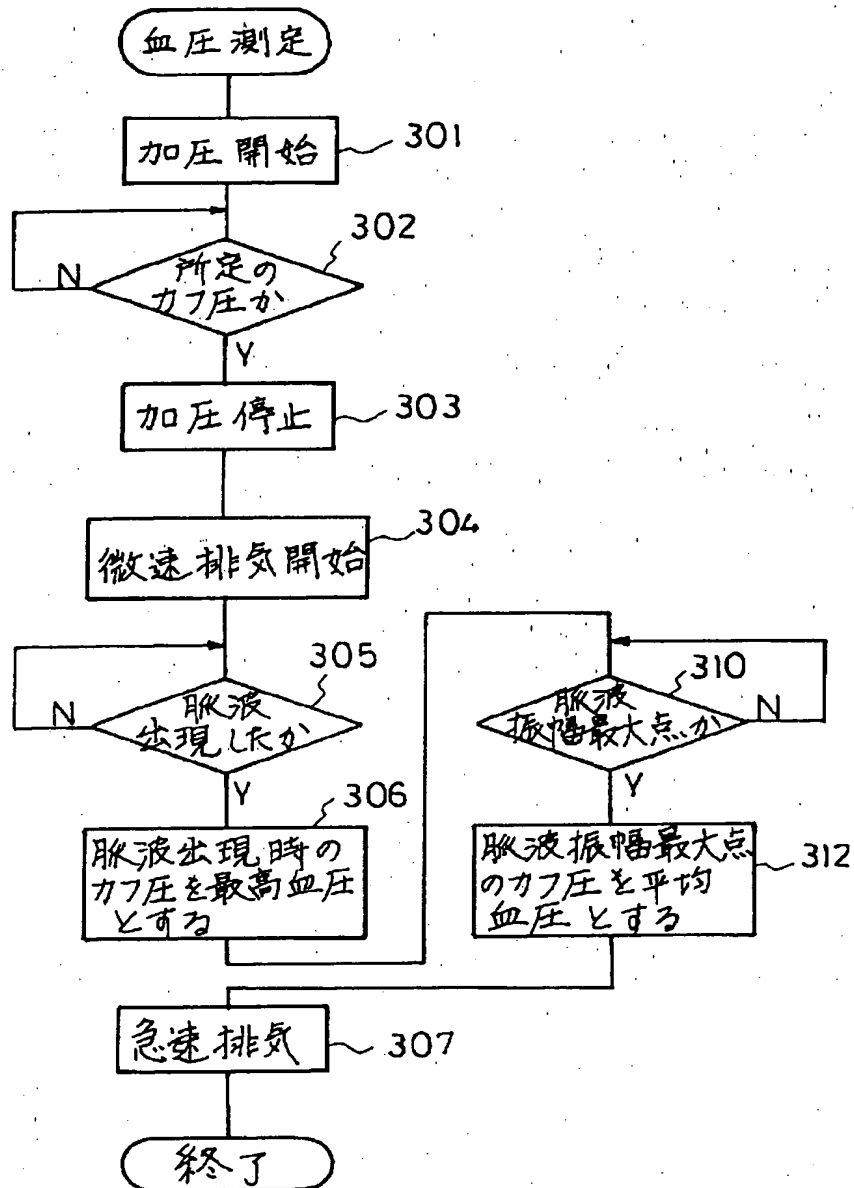 血圧測定
加圧開始
301
302
所定の
カフ圧か
N
Y
加圧停止
303
304
微速排気開始
305
脈波
出現したか
N
Y
306
脈波出現時の
カフ圧を最高血圧
とする
310
脈波
振幅最大点か
N
Y
脈波振幅最大点
のカフ圧を平均
血圧とする
312
急速排気
307
終了